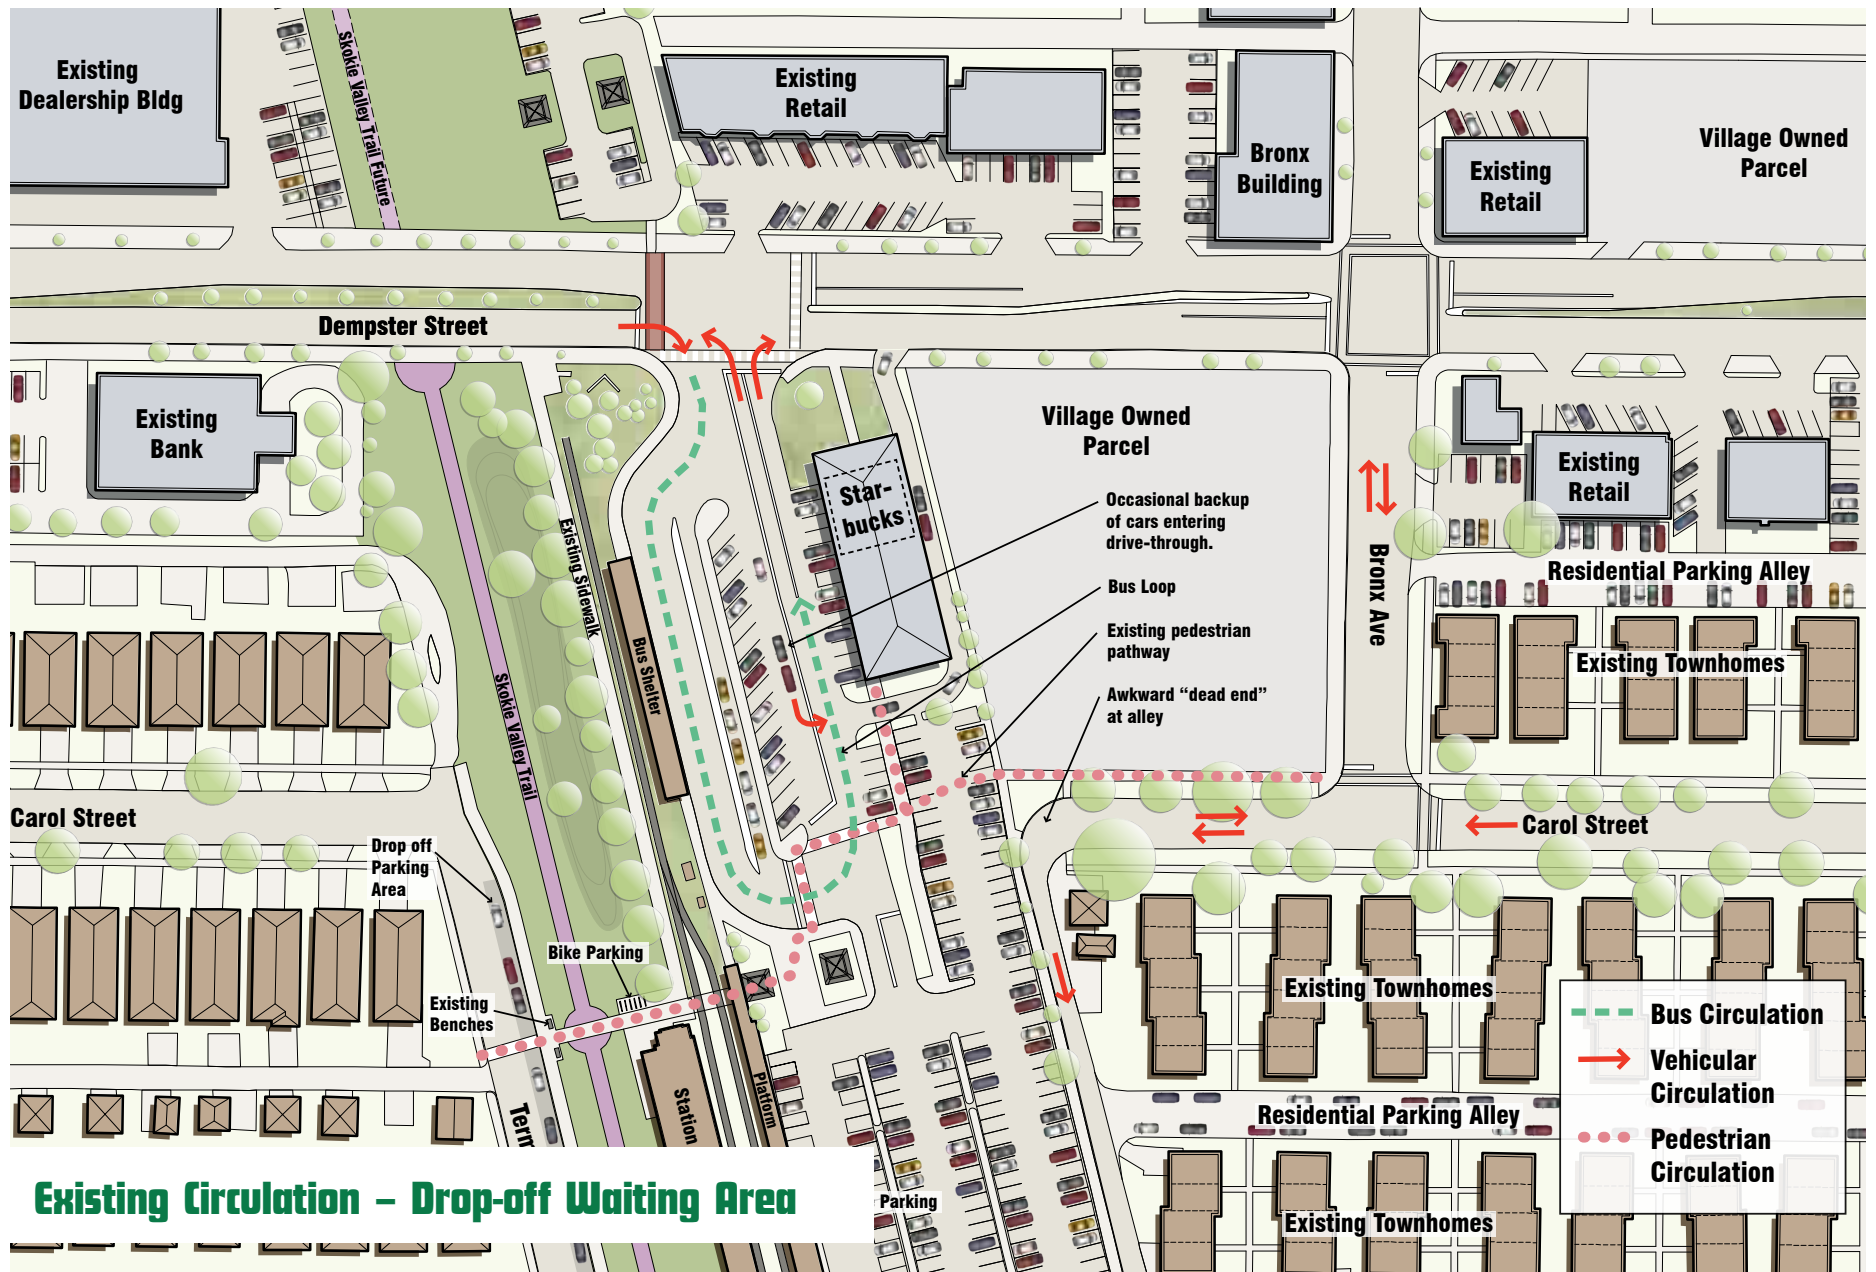 Existing
Dealership Bldg
Skokie Valley Trail Future
Existing
Retail
Bronx
Building
Existing
Retail
Village Owned
Parcel
Dempster Street
Existing
Bank
Village Owned
Parcel
Star-
bucks
Existing
Retail
Occasional backup
of cars entering
drive-through.
Bus Loop
Existing pedestrian
pathway
Awkward “dead end”
at alley
Bronx Ave
Residential Parking Alley
Existing Townhomes
Existing Sidewalk
Bus Shelter
Skokie Valley Trail
Carol Street
Carol Street
Drop off
Parking
Area
Bike Parking
Existing
Benches
Existing Townhomes
Platform
Station
Residential Parking Alley
Parking
Existing Townhomes
Bus Circulation
Vehicular
Circulation
Pedestrian
Circulation
Existing Circulation – Drop-off Waiting Area